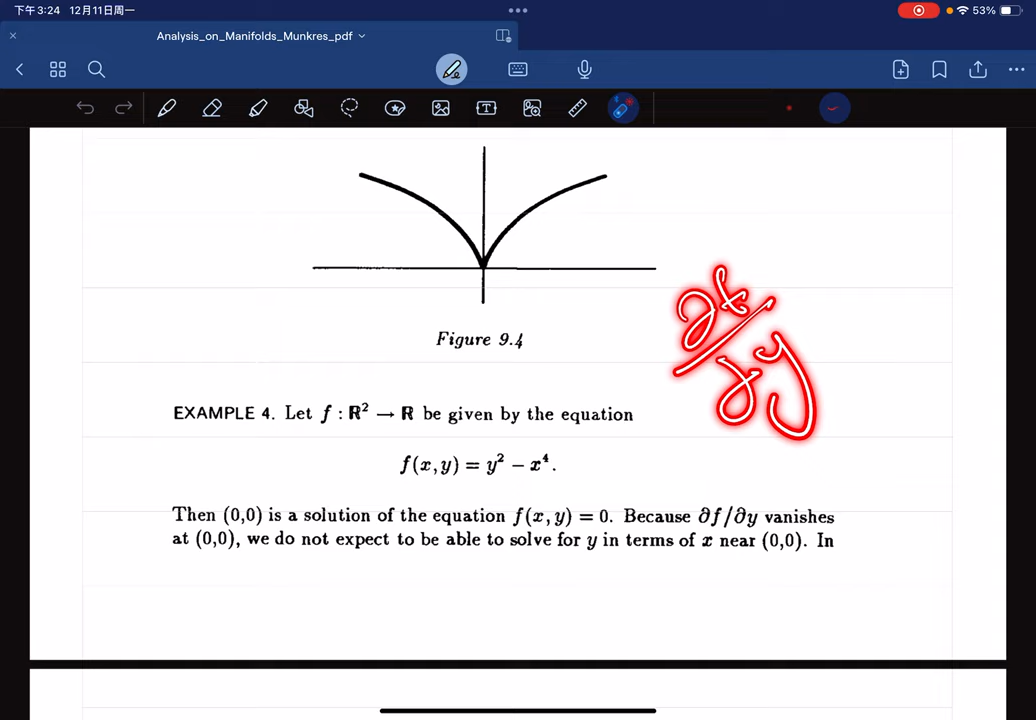 下午3:24 12月11日周一
53%
Analysis_on_Manifolds_Munkres_pdf
Figure 9.4
∂f/∂y
EXAMPLE 4. Let f : R² → R be given by the equation
f(x, y) = y² − x⁴.
Then (0,0) is a solution of the equation f(x, y) = 0. Because ∂f/∂y vanishes
at (0,0), we do not expect to be able to solve for y in terms of x near (0,0). In